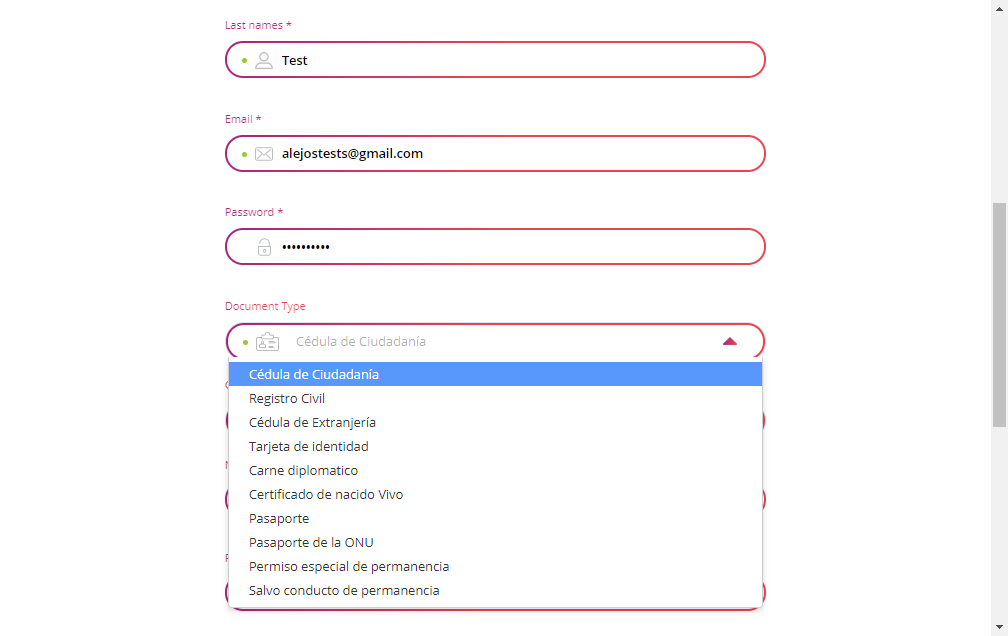 Last names *
Test
Email *
alejostests@gmail.com
Password *
••••••••••
Document Type
Cédula de Ciudadanía
Cédula de Ciudadanía
Registro Civil
Cédula de Extranjería
Tarjeta de identidad
Carne diplomatico
Certificado de nacido Vivo
Pasaporte
Pasaporte de la ONU
Permiso especial de permanencia
Salvo conducto de permanencia